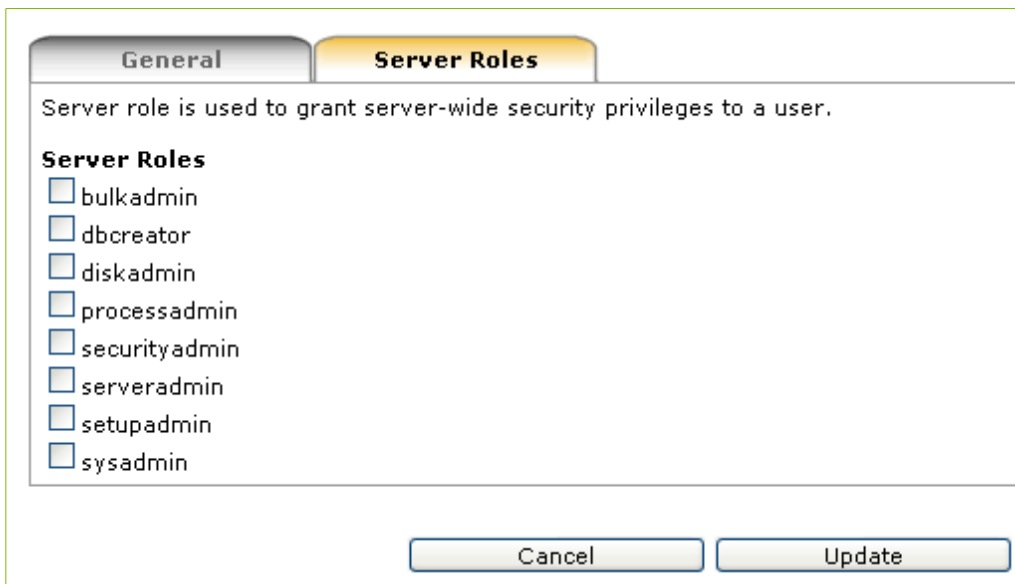 General
Server Roles
Server role is used to grant server-wide security privileges to a user.
Server Roles
bulkadmin
dbcreator
diskadmin
processadmin
securityadmin
serveradmin
setupadmin
sysadmin
Cancel
Update